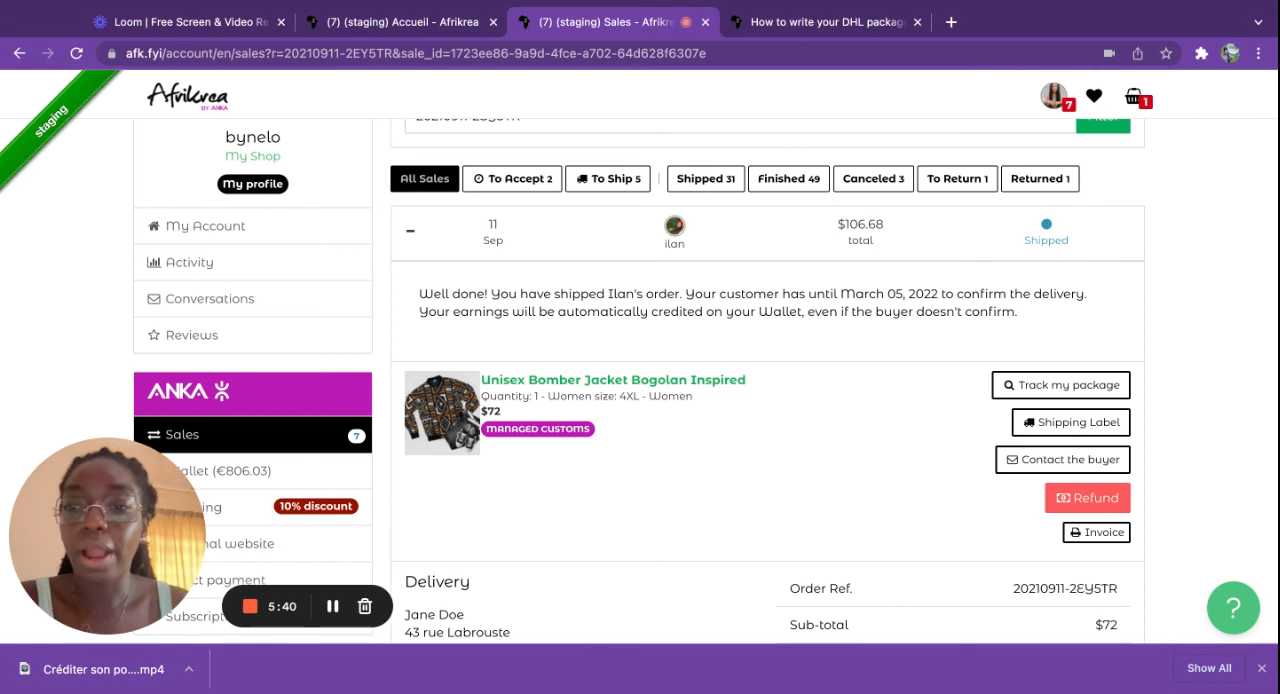 Loom | Free Screen & Video Re
(7) (staging) Accueil - Afrikrea
(7) (staging) Sales - Afrikre
How to write your DHL packag
afk.fyi/account/en/sales?r=20210911-2EY5TR&sale_id=1723ee86-9a9d-4fce-a702-64d628f6307e
staging
Afrikrea
BY ANKA
7
1
bynelo
My Shop
My profile
My Account
Activity
Conversations
Reviews
ANKA
Sales 7
allet (€806.03)
ing 10% discount
nal website
ct payment
Subscript
20210911-2EY5TR
Filter
All Sales
To Accept 2
To Ship 5
Shipped 31
Finished 49
Canceled 3
To Return 1
Returned 1
11
Sep
ilan
$106.68
total
Shipped
Well done! You have shipped Ilan's order. Your customer has until March 05, 2022 to confirm the delivery.
Your earnings will be automatically credited on your Wallet, even if the buyer doesn't confirm.
Unisex Bomber Jacket Bogolan Inspired
Quantity: 1 - Women size: 4XL - Women
$72
MANAGED CUSTOMS
Track my package
Shipping Label
Contact the buyer
Refund
Invoice
Delivery
Jane Doe
43 rue Labrouste
Order Ref. 20210911-2EY5TR
Sub-total $72
5:40
?
Créditer son po....mp4
Show All